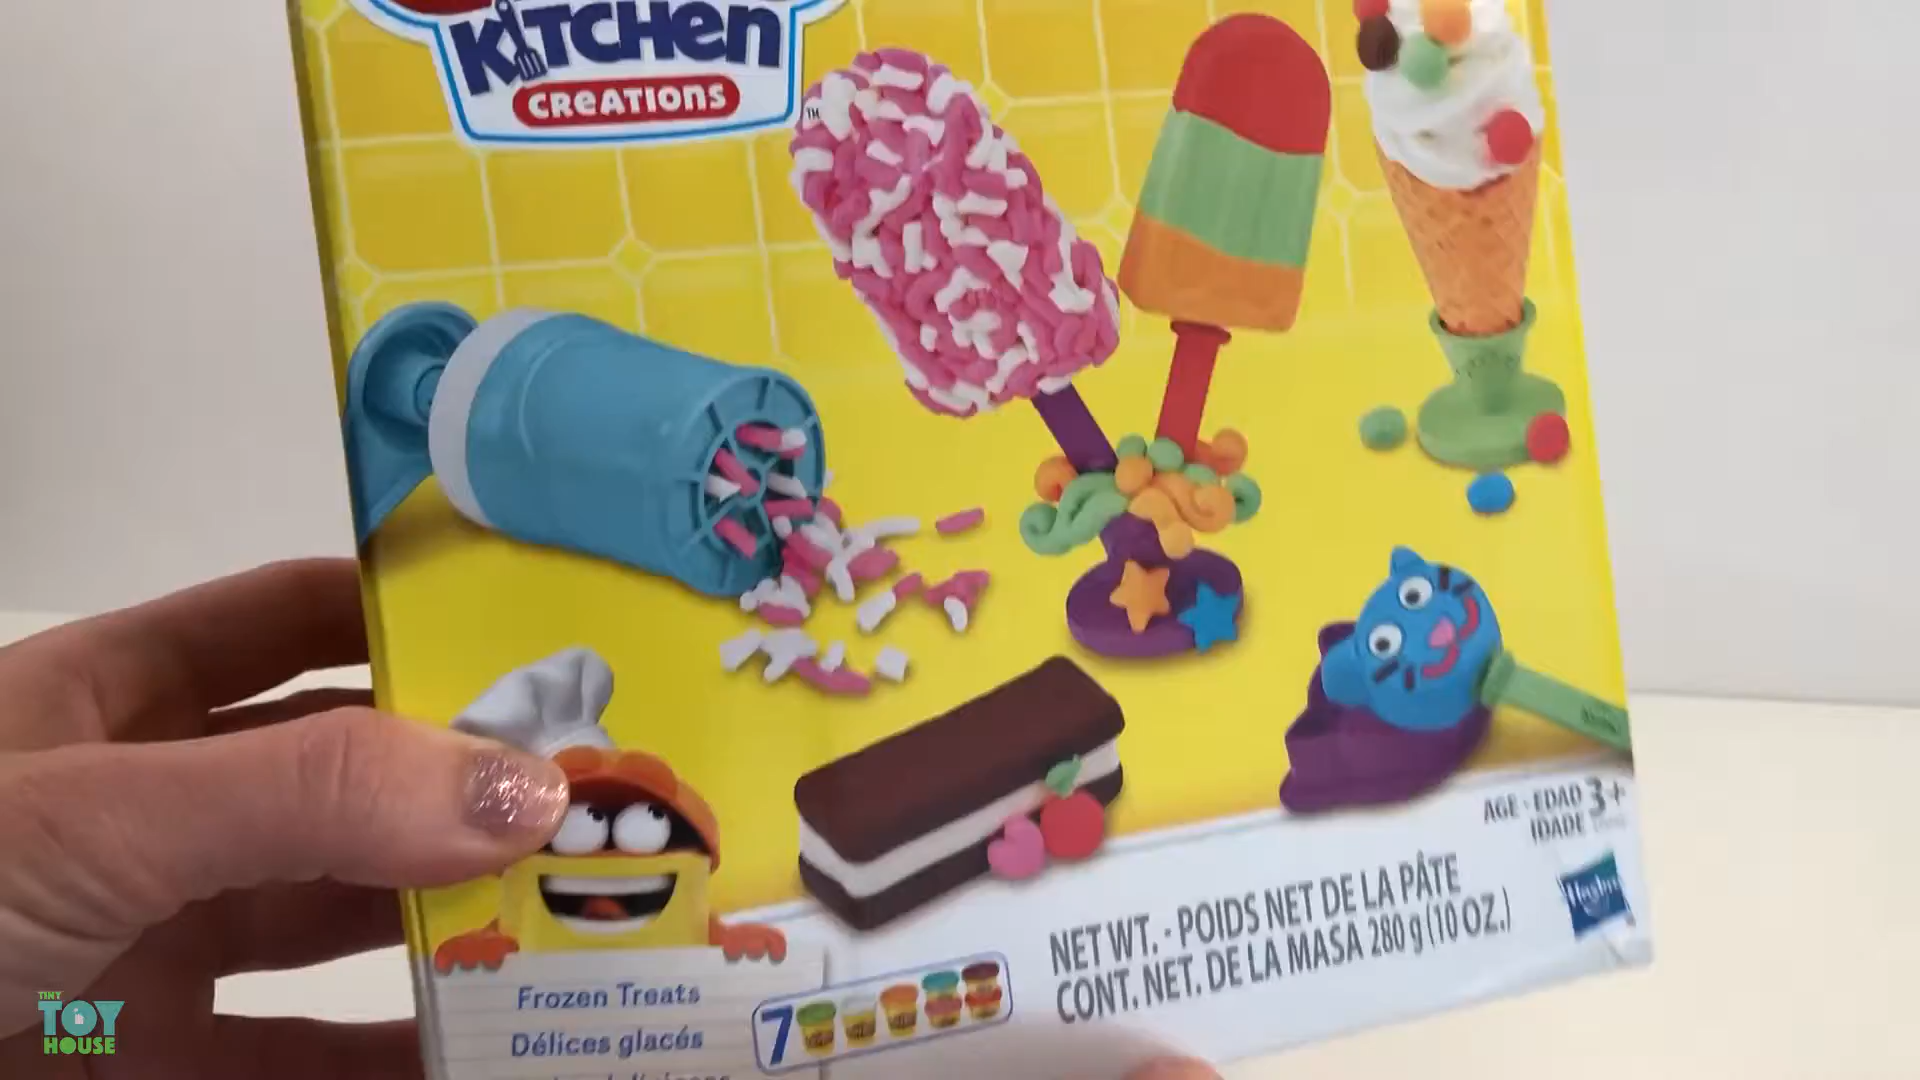 KITCHEN
CREATIONS
TM
AGE · EDAD 3+
IDADE
Hasbro
NET WT. · POIDS NET DE LA PÂTE
CONT. NET. DE LA MASA 280 g (10 OZ.)
Frozen Treats
Délices glacés
7
TINY
TOY
HOUSE